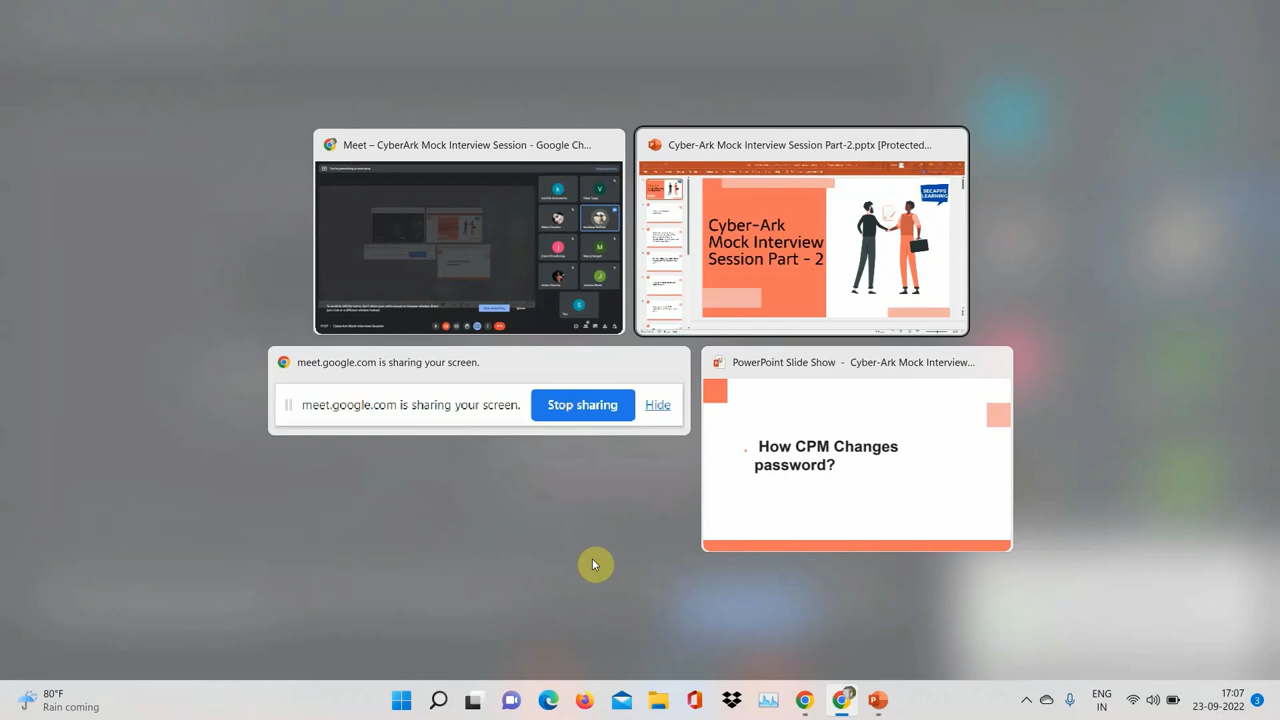 Meet – CyberArk Mock Interview Session - Google Ch...
Cyber-Ark Mock Interview Session Part-2.pptx [Protected...
SECAPPS
LEARNING
Cyber-Ark
Mock Interview
Session Part - 2
meet.google.com is sharing your screen.
meet.google.com is sharing your screen.
Stop sharing
Hide
PowerPoint Slide Show - Cyber-Ark Mock Interview...
How CPM Changes
password?
80°F
Rain coming
ENG
IN
17:07
23-09-2022
3